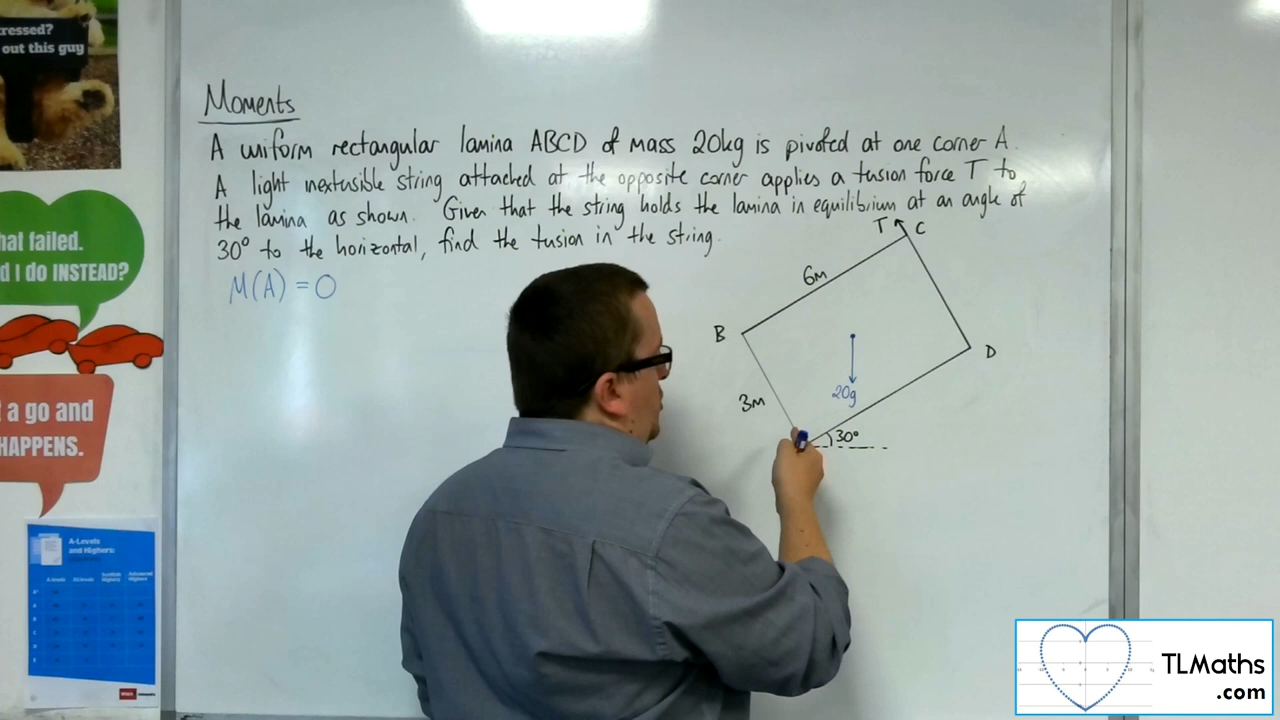 ressed?
out this guy
Moments
A uniform rectangular lamina ABCD of mass 20kg is pivoted at one corner A.
A light inextensible string attached at the opposite corner applies a tension force T to
the lamina as shown. Given that the string holds the lamina in equilibrium at an angle of
30° to the horizontal, find the tension in the string.
M(A) = 0
hat failed.
d I do INSTEAD?
t a go and
HAPPENS.
T
C
6m
B
D
3m
20g
30°
A-Levels
and Highers:
TLMaths
.com